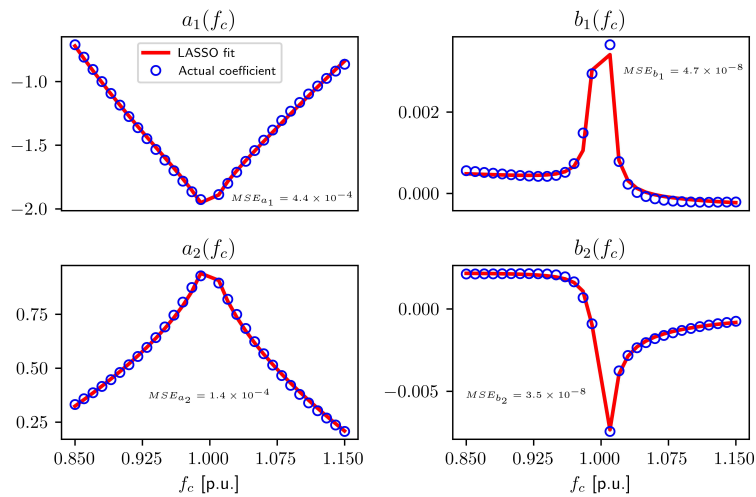 a₁(f_c)
LASSO fit
Actual coefficient
−1.0
−1.5
−2.0
MSE_{a₁} = 4.4 × 10⁻⁴
b₁(f_c)
0.002
0.000
MSE_{b₁} = 4.7 × 10⁻⁸
a₂(f_c)
0.75
0.50
0.25
MSE_{a₂} = 1.4 × 10⁻⁴
0.850 0.925 1.000 1.075 1.150
f_c [p.u.]
b₂(f_c)
0.000
−0.005
MSE_{b₂} = 3.5 × 10⁻⁸
0.850 0.925 1.000 1.075 1.150
f_c [p.u.]